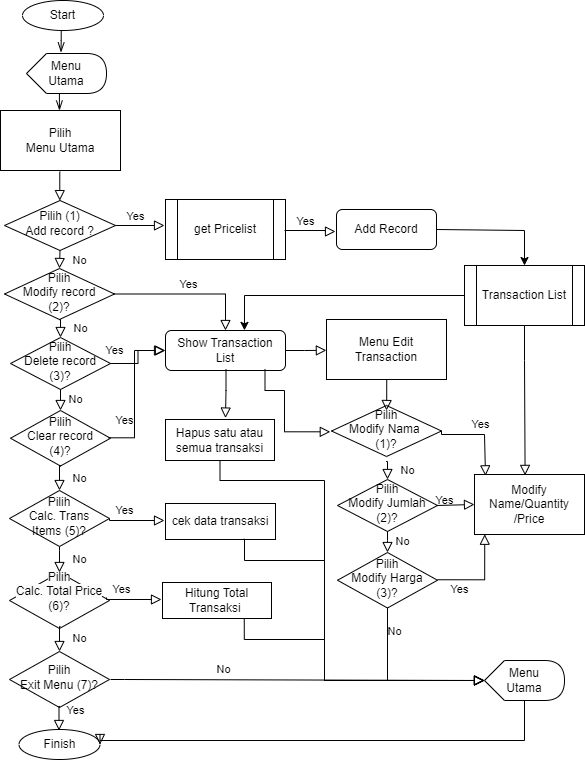 Start
Menu
Utama
Pilih
Menu Utama
Pilih (1)
Add record ?
Yes
get Pricelist
Yes
Add Record
No
Pilih
Modify record
(2)?
Yes
Transaction List
No
Pilih
Delete record
(3)?
Yes
Show Transaction
List
Menu Edit
Transaction
No
Pilih
Clear record
(4)?
Yes
Hapus satu atau
semua transaksi
Pilih
Modify Nama
(1)?
Yes
No
No
Pilih
Calc. Trans
Items (5)?
Yes
cek data transaksi
Pilih
Modify Jumlah
(2)?
Yes
Modify
Name/Quantity
/Price
No
No
Pilih
Calc. Total Price
(6)?
Yes
Hitung Total
Transaksi
Pilih
Modify Harga
(3)?
Yes
No
No
Pilih
Exit Menu (7)?
No
Menu
Utama
Yes
Finish